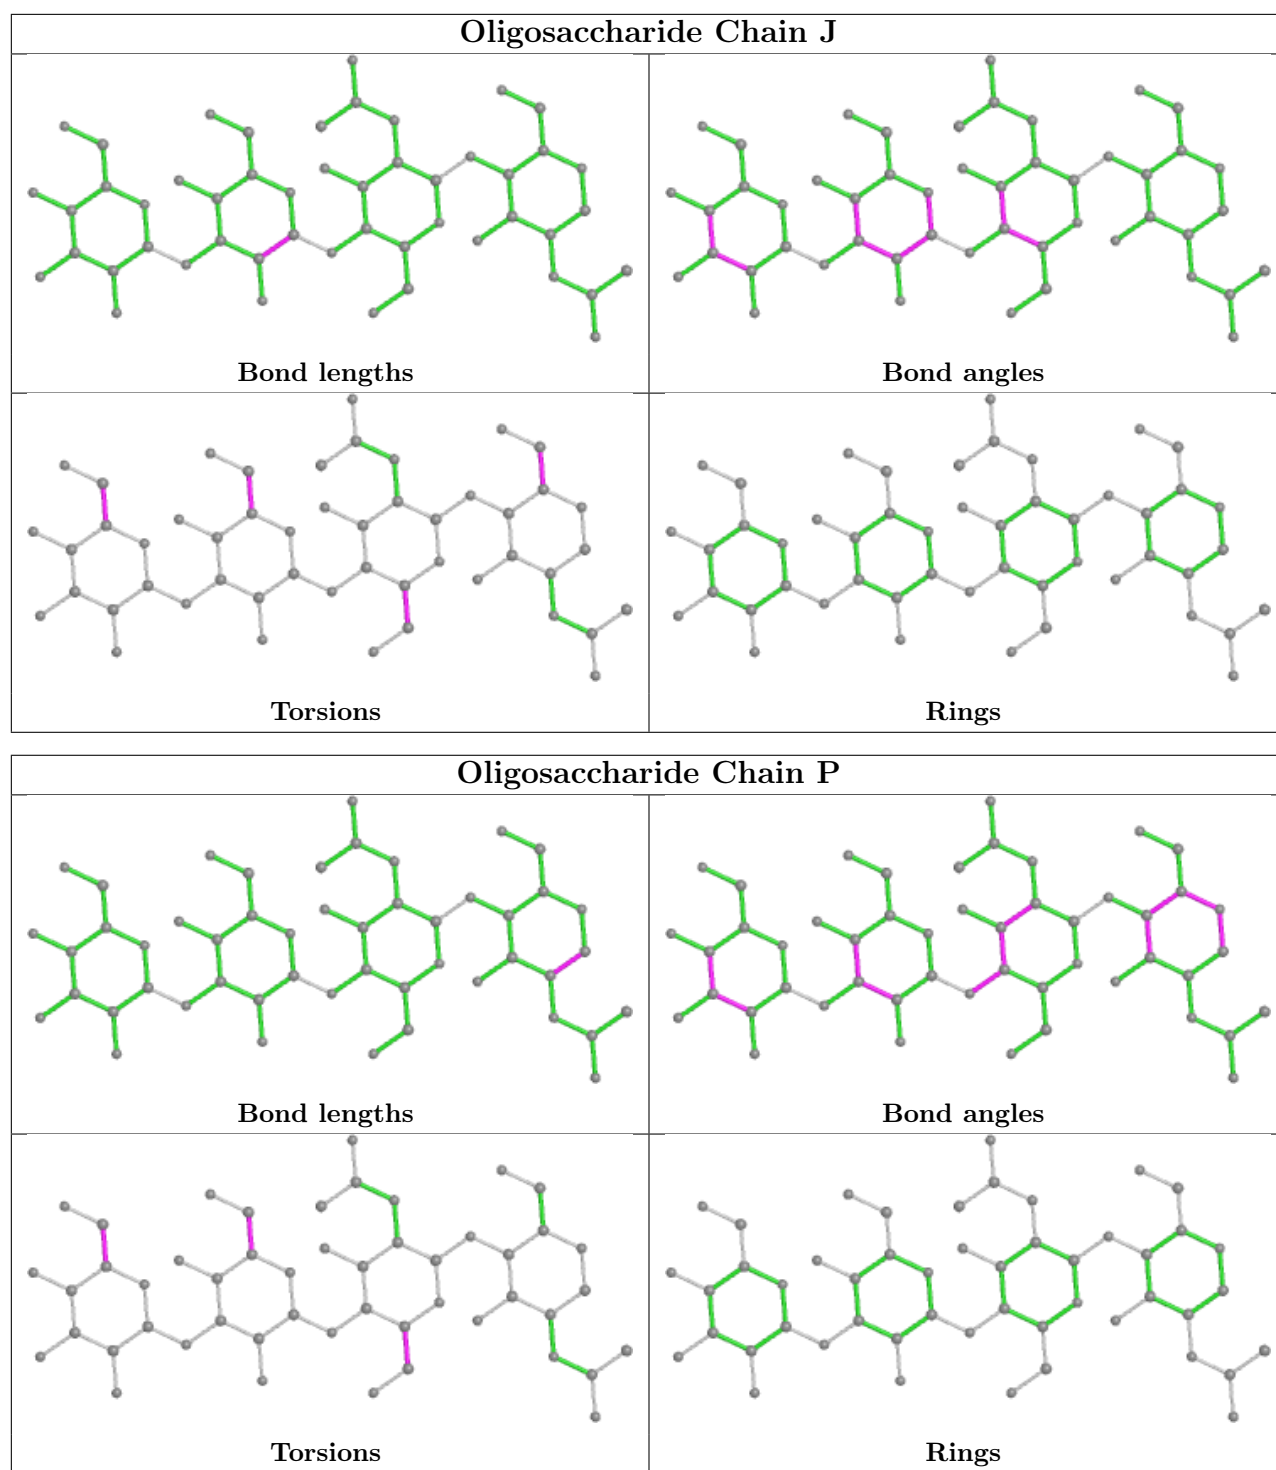 Oligosaccharide Chain J
Bond lengths
Bond angles
Torsions
Rings
Oligosaccharide Chain P
Bond lengths
Bond angles
Torsions
Rings